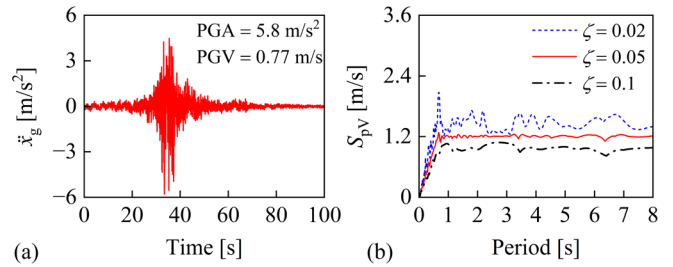 PGA = 5.8 m/s²
PGV = 0.77 m/s
6
3
0
−3
−6
ẍg [m/s²]
0 20 40 60 80 100
Time [s]
(a)
ζ = 0.02
ζ = 0.05
ζ = 0.1
3.6
2.4
1.2
0
SpV [m/s]
0 1 2 3 4 5 6 7 8
Period [s]
(b)